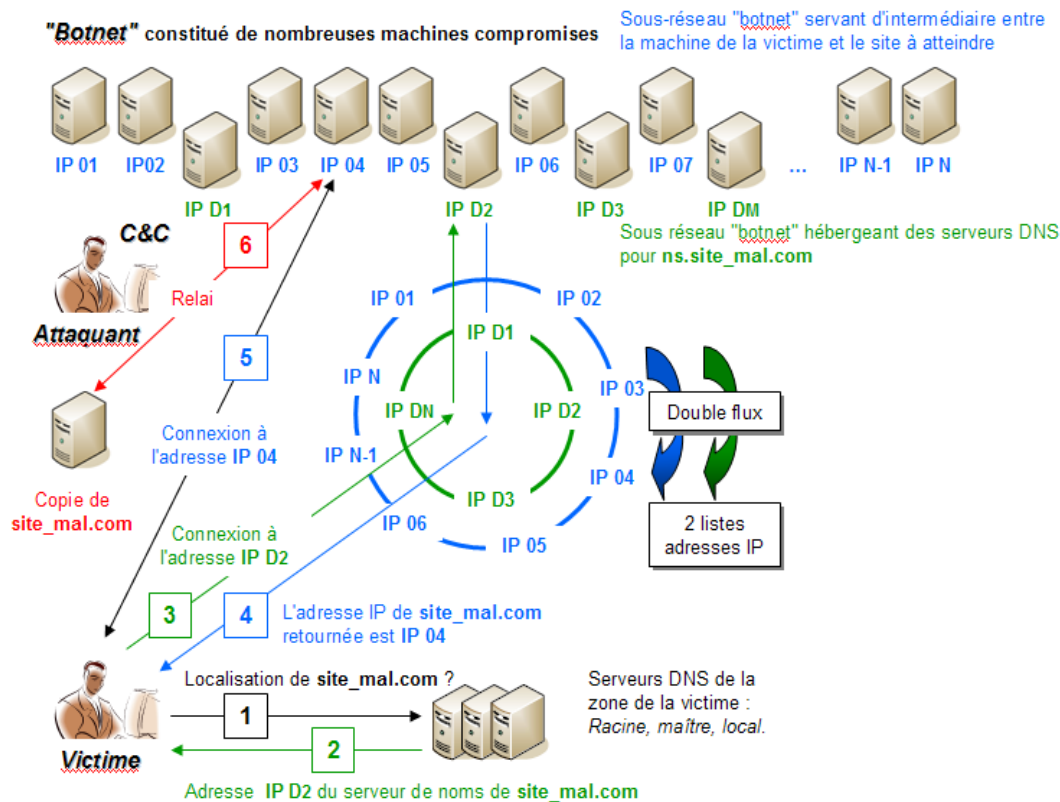 "Botnet" constitué de nombreuses machines compromises
Sous-réseau "botnet" servant d'intermédiaire entre
la machine de la victime et le site à atteindre
IP 01
IP02
IP 03
IP 04
IP 05
IP 06
IP 07
...
IP N-1
IP N
IP D1
IP D2
IP D3
IP DM
Sous réseau "botnet" hébergeant des serveurs DNS
pour ns.site_mal.com
C&C
6
Relai
Attaquant
5
IP 01
IP 02
IP D1
IP N
IP 03
IP DN
IP D2
IP N-1
IP 04
IP D3
IP 06
IP 05
Double flux
2 listes
adresses IP
Connexion à
l'adresse IP 04
Copie de
site_mal.com
Connexion à
l'adresse IP D2
3
4
L'adresse IP de site_mal.com
retournée est IP 04
Localisation de site_mal.com ?
1
Serveurs DNS de la
zone de la victime :
Racine, maître, local.
2
Victime
Adresse IP D2 du serveur de noms de site_mal.com